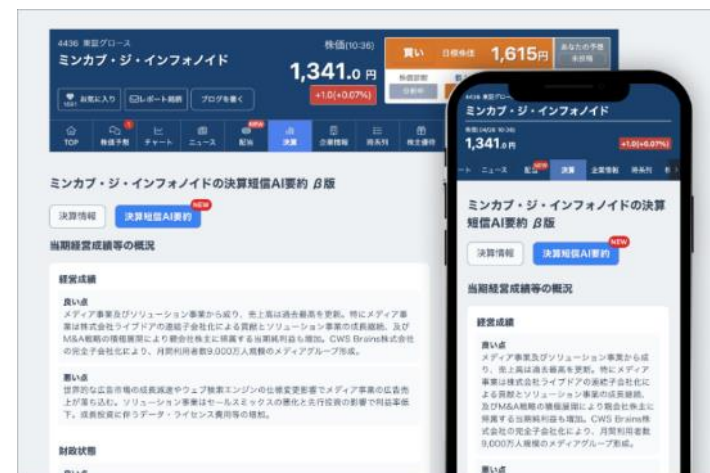 4436 東証グロース
ミンカブ・ジ・インフォノイド
株価(10:36)
1,341.0 円
+1.0(+0.07%)
買い 目標株価 1,615円
あなたの予想
未投稿
株価診断
お気に入り
レポート銘柄
ブログを書く
TOP
株価予想
チャート
ニュース
NEW
配当
決算
企業情報
時系列
株主優待
ミンカブ・ジ・インフォノイドの決算短信AI要約 β版
決算情報
決算短信AI要約
NEW
当期経営成績等の概況
経営成績
良い点
メディア事業及びソリューション事業から成り、売上高は過去最高を更新。特にメディア事
業は株式会社ライブドアの連結子会社化による貢献とソリューション事業の成長継続、及び
M&A戦略の積極展開により親会社株主に帰属する当期純利益も増加。CWS Brains株式会社
の完全子会社化により、月間利用者数9,000万人規模のメディアグループ形成。
悪い点
世界的な広告市場の成長減速やウェブ検索エンジンの仕様変更影響でメディア事業の広告売
上が落ち込む。ソリューション事業はセールスミックスの悪化と先行投資の影響で利益率低
下。成長投資に伴うデータ・ライセンス費用等の増加。
財政状態
良い点
ミンカブ・ジ・インフォノイド
1,341.0 円
+1.0(+0.07%)
ニュース
NEW
決算
企業情報
時系列
ミンカブ・ジ・インフォノイドの決算
短信AI要約 β版
決算情報
決算短信AI要約
NEW
当期経営成績等の概況
経営成績
良い点
メディア事業及びソリューション事業から成
り、売上高は過去最高を更新。特にメディア
事業は株式会社ライブドアの連結子会社化に
よる貢献とソリューション事業の成長継続、
及びM&A戦略の積極展開により親会社株主に
帰属する当期純利益も増加。CWS Brains株
式会社の完全子会社化により、月間利用者数
9,000万人規模のメディアグループ形成。
悪い点